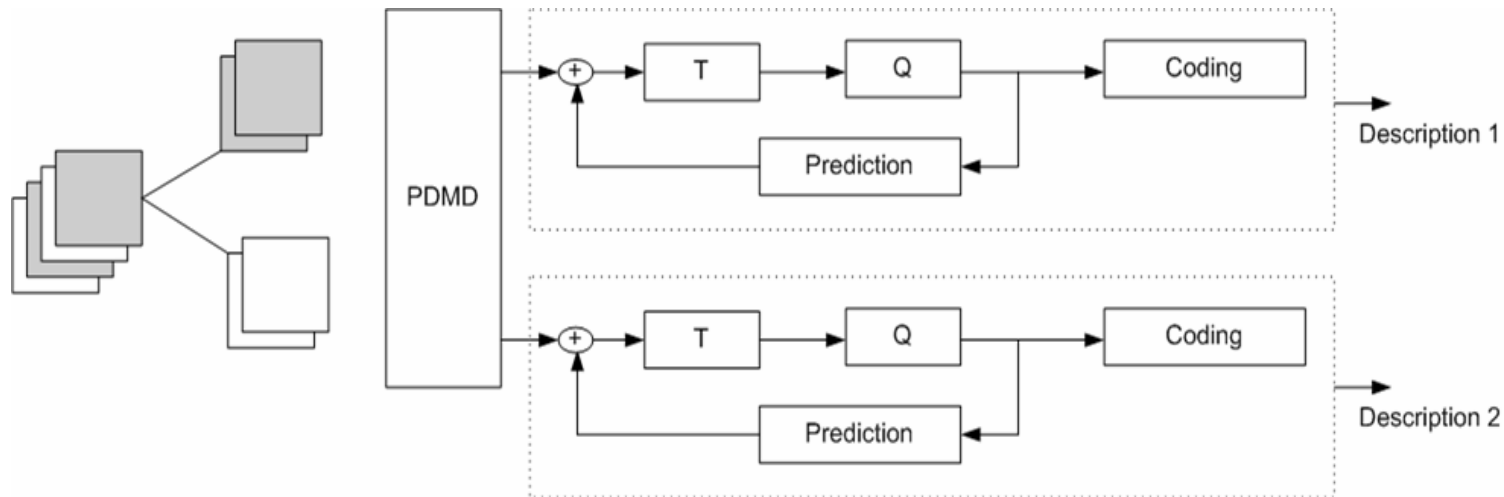 PDMD
+
T
Q
Coding
Prediction
Description 1
+
T
Q
Coding
Prediction
Description 2